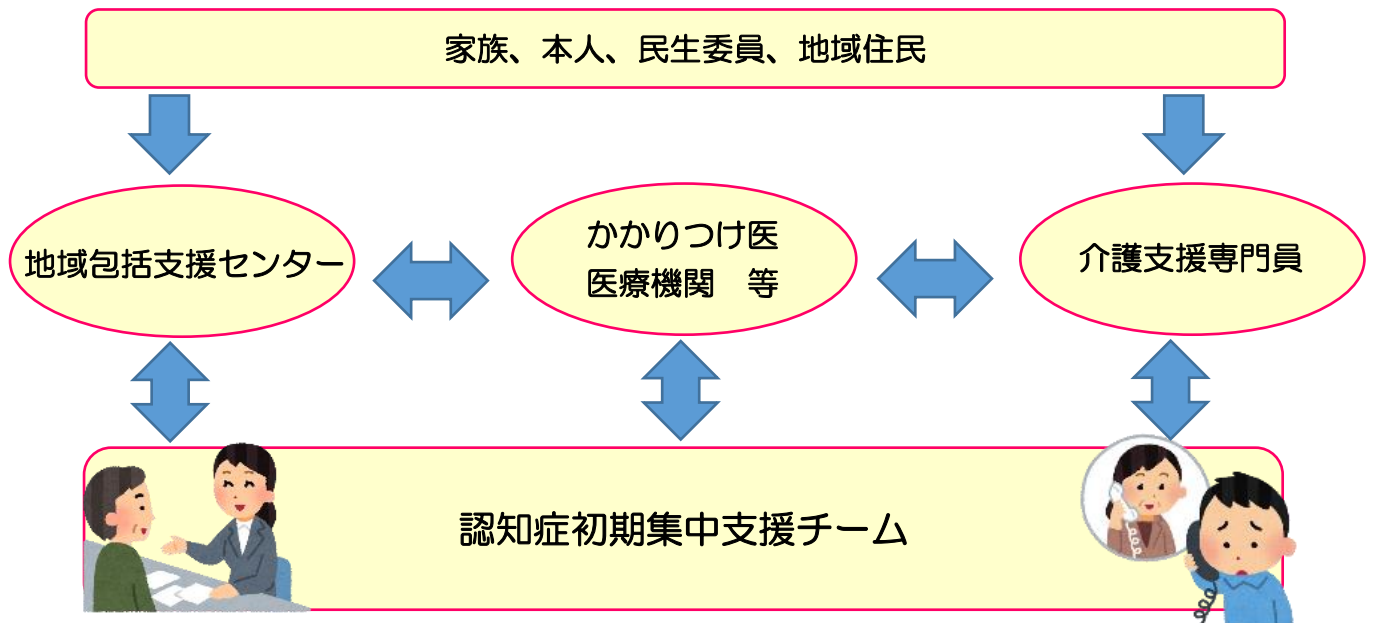 家族、本人、民生委員、地域住民
地域包括支援センター
かかりつけ医
医療機関　等
介護支援専門員
認知症初期集中支援チーム